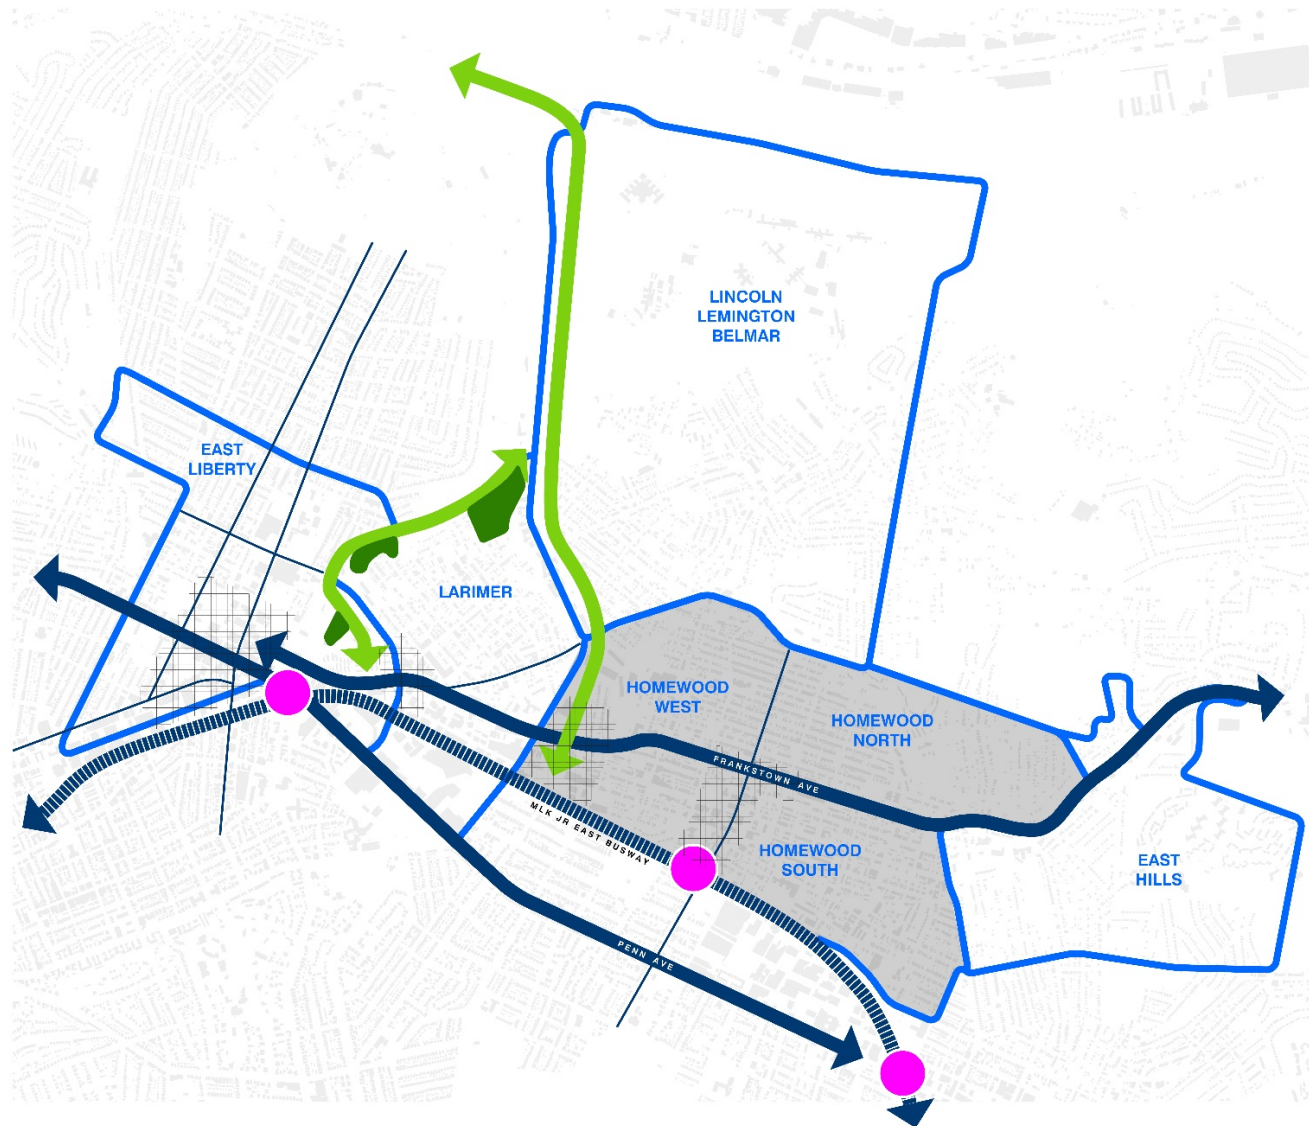 LINCOLN
LEMINGTON
BELMAR
EAST
LIBERTY
LARIMER
HOMEWOOD
WEST
HOMEWOOD
NORTH
FRANKSTOWN AVE
MLK JR EAST BUSWAY
HOMEWOOD
SOUTH
EAST
HILLS
PENN AVE